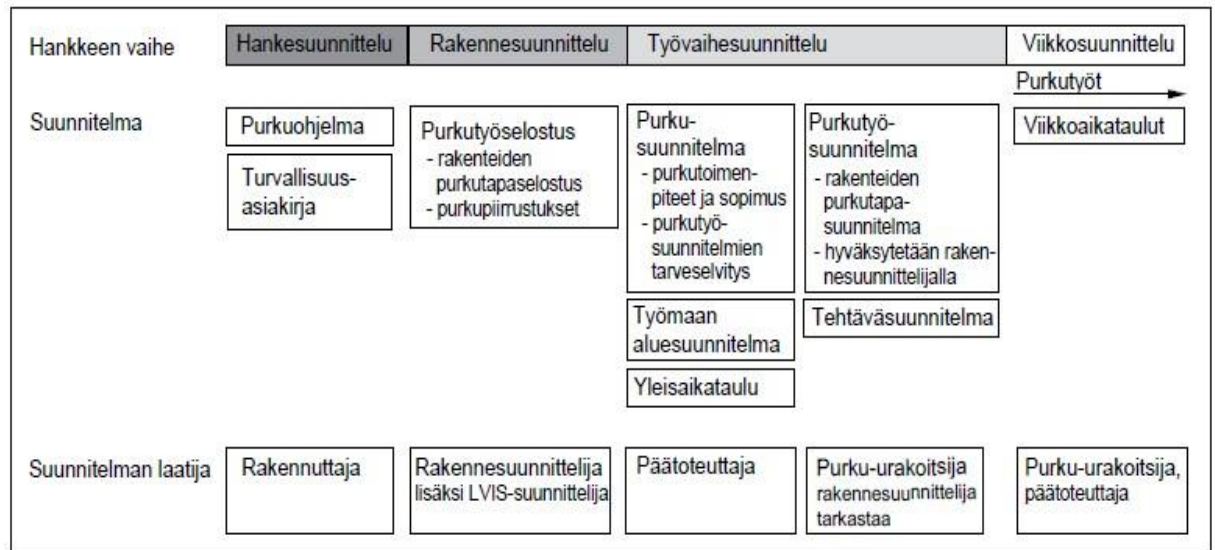 Hankkeen vaihe
Hankesuunnittelu
Rakennesuunnittelu
Työvaihesuunnittelu
Viikkosuunnittelu
Purkutyöt
Suunnitelma
Purkuohjelma
Turvallisuus-
asiakirja
Purkutyöselostus
- rakenteiden
purkutapaselostus
- purkupiirrustukset
Purku-
suunnitelma
- purkutoimen-
piteet ja sopimus
- purkutyö-
suunnitelmien
tarveselvitys
Työmaan
aluesuunnitelma
Yleisaikataulu
Purkutyö-
suunnitelma
- rakenteiden
purkutapa-
suunnitelma
- hyväksytetään raken-
nesuunnittelijalla
Tehtäväsuunnitelma
Viikkoaikataulut
Suunnitelman laatija
Rakennuttaja
Rakennesuunnittelija
lisäksi LVIS-suunnittelija
Päätoteuttaja
Purku-urakoitsija
rakennesuunnittelija
tarkastaa
Purku-urakoitsija,
päätoteuttaja